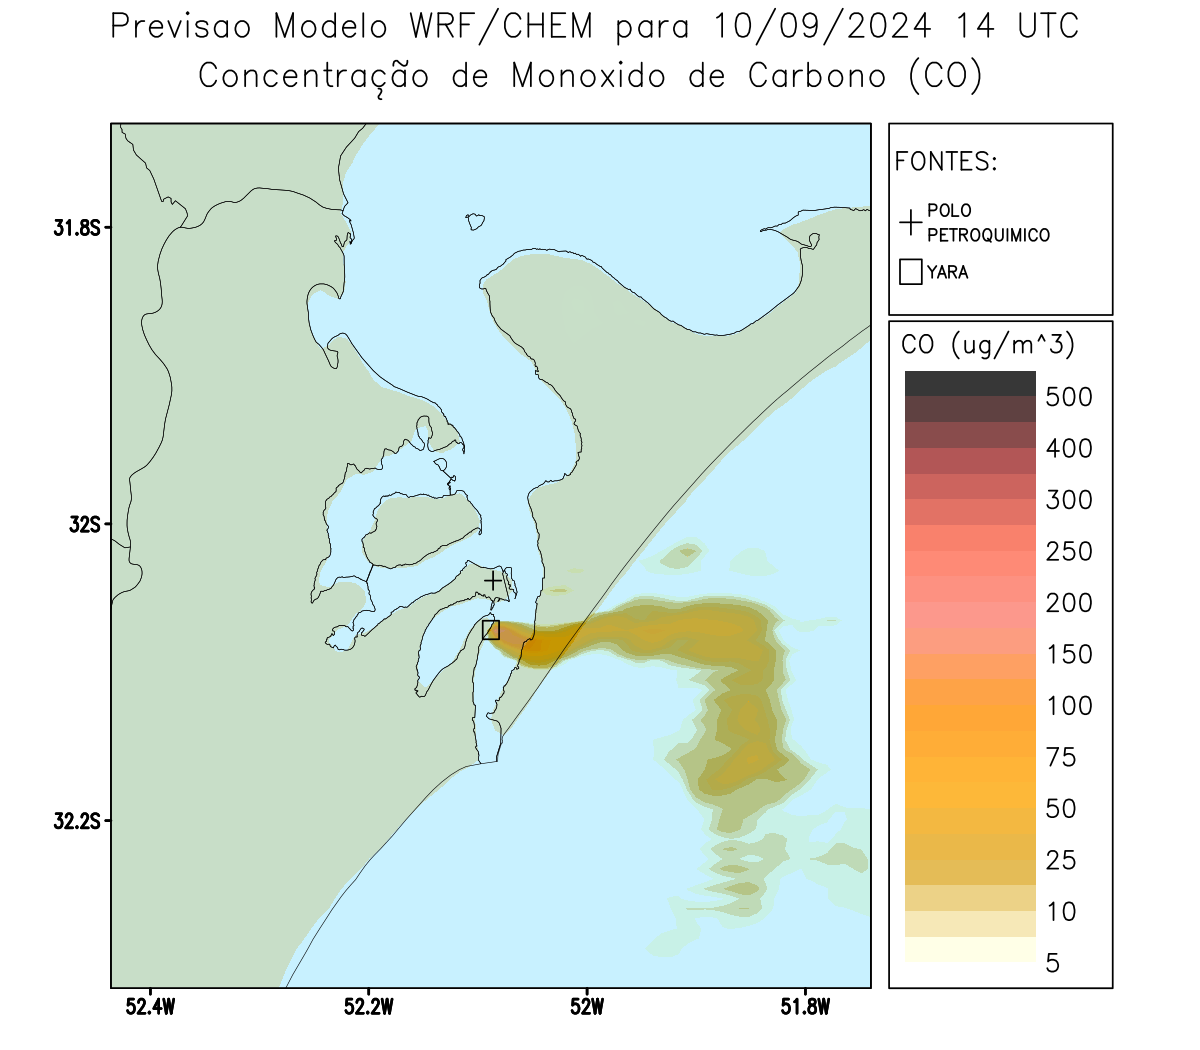 Previsao Modelo WRF/CHEM para 10/09/2024 14 UTC
Concentração de Monoxido de Carbono (CO)
FONTES:
POLO
PETROQUIMICO
YARA
CO (ug/m^3)
500
400
300
250
200
150
100
75
50
25
10
5
31.8S
32S
32.2S
52.4W
52.2W
52W
51.8W